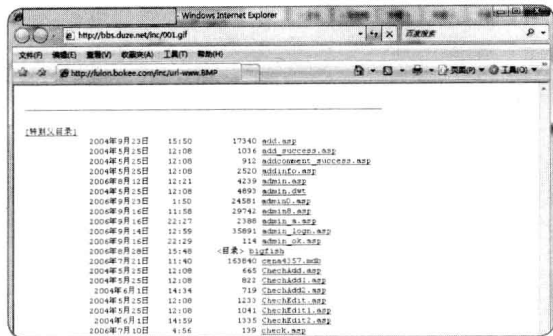 Windows Internet Explorer
http://bbs.duze.net/inc/001.gif
百度搜索
文件(F) 编辑(E) 查看(V) 收藏夹(A) 工具(T) 帮助(H)
http://lulon.bokee.com/inc/url-www.BMP 页面(P) 工具(O)
[转到父目录]
2004年9月23日 15:50 17340 add.asp
2004年5月25日 12:08 1036 add_success.asp
2004年5月25日 12:08 912 addcomment_success.asp
2004年5月25日 12:08 2520 addinfo.asp
2006年8月12日 12:21 4239 admin.asp
2004年5月25日 12:08 4893 admin.dwt
2006年9月23日 1:50 24581 admin0.asp
2006年9月16日 11:58 29742 admin8.asp
2006年9月16日 22:27 2388 admin_a.asp
2006年9月14日 12:59 35891 admin_logn.asp
2006年9月16日 22:29 114 admin_ok.asp
2006年8月28日 15:48 <目录> bigfish
2006年7月21日 11:40 163840 cena4357.mdb
2004年5月25日 12:08 665 ChechAdd.asp
2004年5月25日 12:08 822 ChechAdd1.asp
2004年6月1日 14:34 719 ChechAdd2.asp
2004年5月25日 12:08 1233 ChechEdit.asp
2004年5月25日 12:08 1041 ChechEdit1.asp
2004年6月1日 14:59 1335 ChechEdit2.asp
2006年7月10日 4:56 139 check.asp